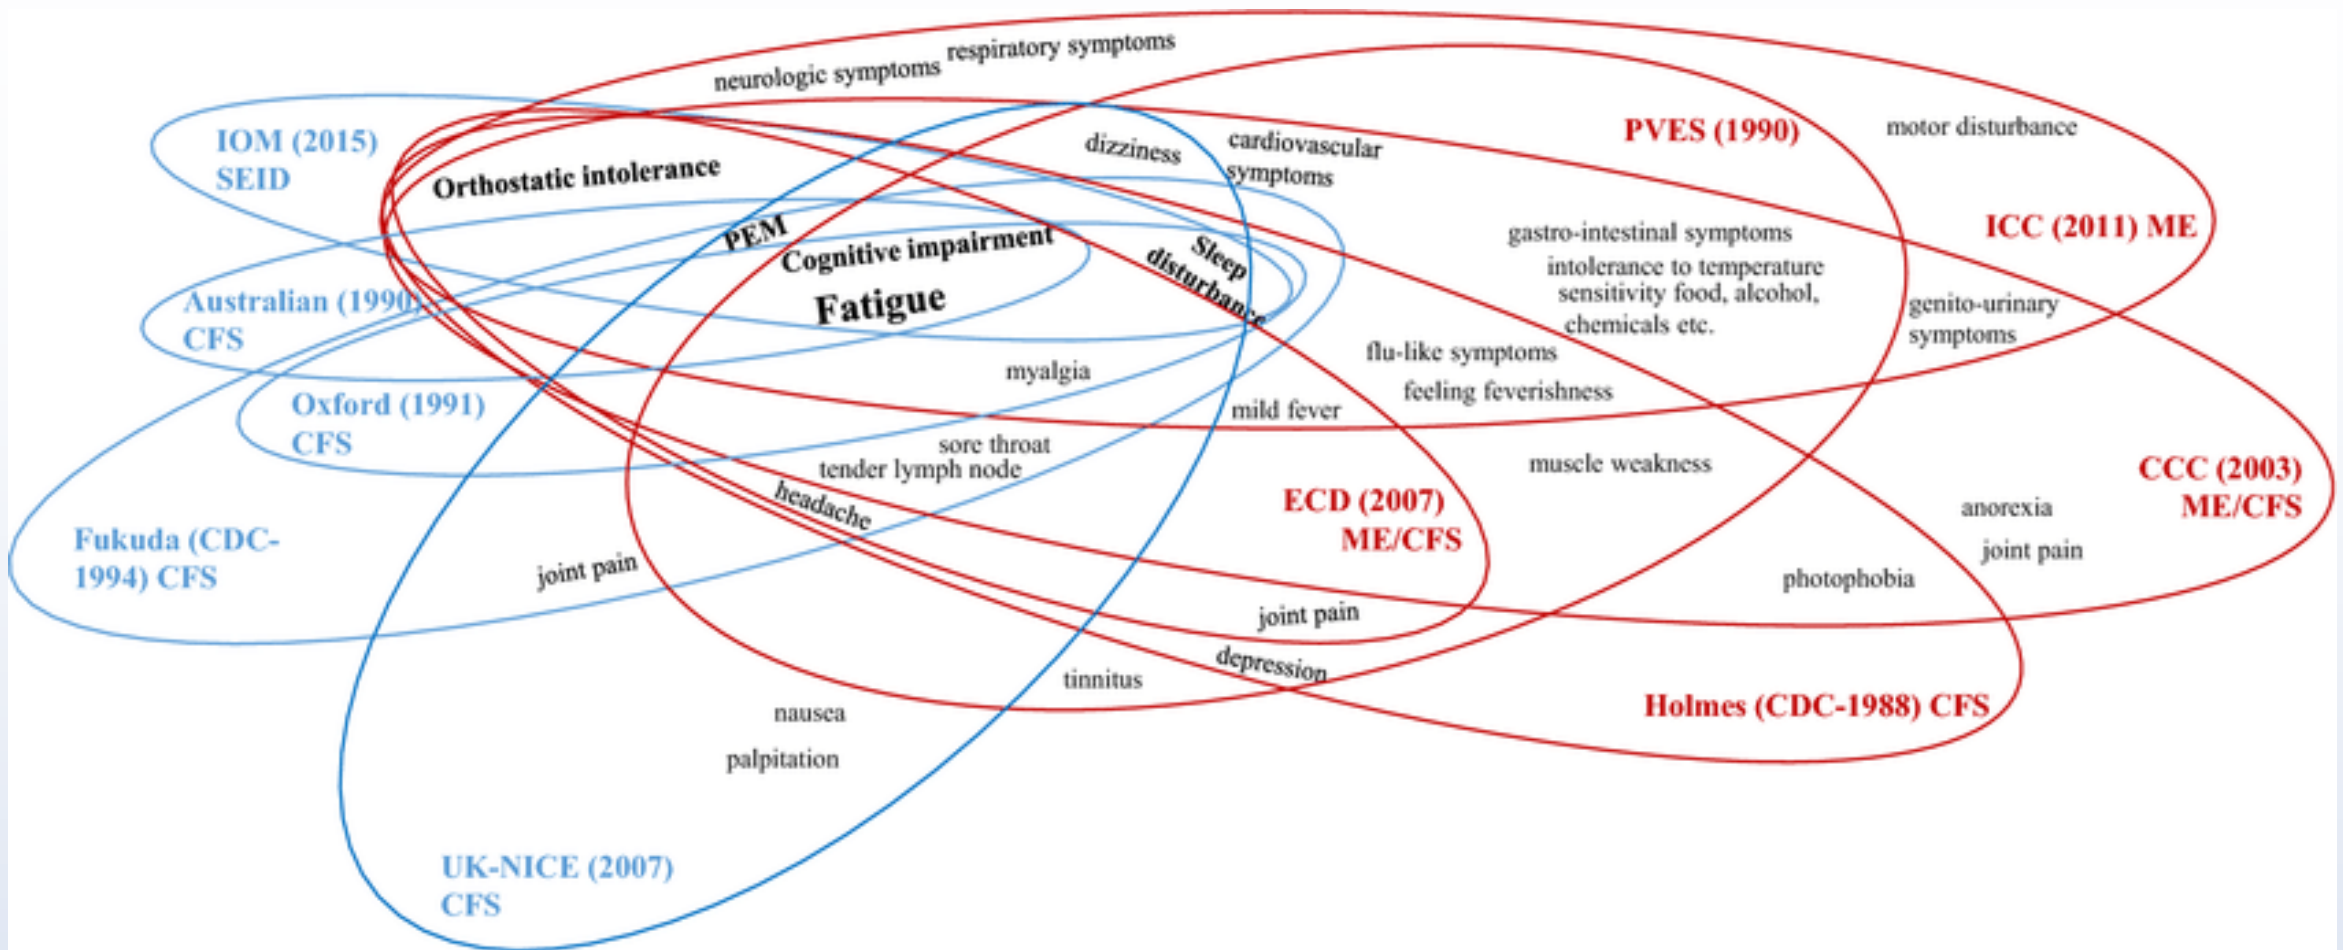 respiratory symptoms
neurologic symptoms
IOM (2015)
SEID
Orthostatic intolerance
dizziness
cardiovascular
symptoms
PVES (1990)
motor disturbance
PEM
Cognitive impairment
Sleep
disturbance
gastro-intestinal symptoms
intolerance to temperature
sensitivity food, alcohol,
chemicals etc.
ICC (2011) ME
Australian (1990)
CFS
Fatigue
genito-urinary
symptoms
myalgia
flu-like symptoms
feeling feverishness
Oxford (1991)
CFS
mild fever
sore throat
tender lymph node
headache
muscle weakness
ECD (2007)
ME/CFS
CCC (2003)
ME/CFS
anorexia
joint pain
photophobia
Fukuda (CDC-
1994) CFS
joint pain
joint pain
depression
tinnitus
nausea
palpitation
Holmes (CDC-1988) CFS
UK-NICE (2007)
CFS